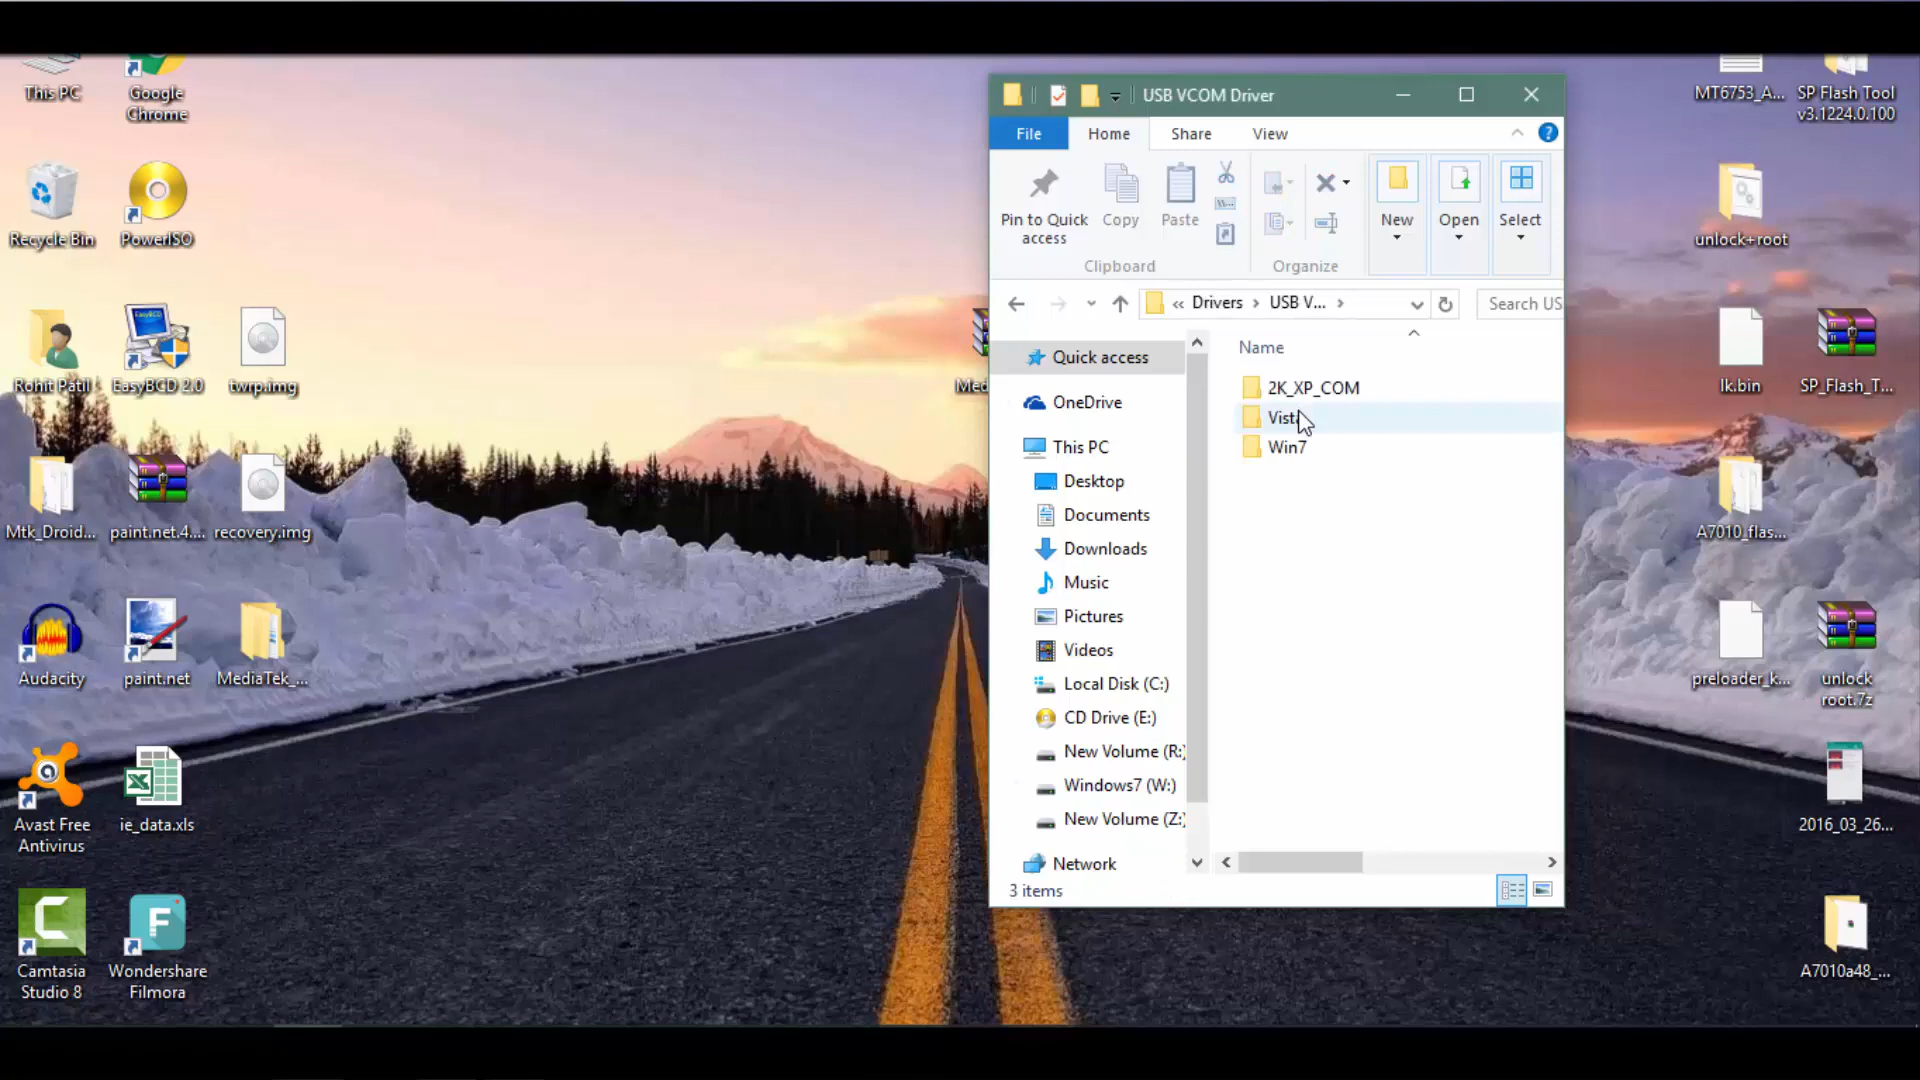 This PC
Google
Chrome
Recycle Bin
PowerISO
Rohit Patil
EasyBCD 2.0
twrp.img
Mtk_Droid...
paint.net.4....
recovery.img
Audacity
paint.net
MediaTek_...
Avast Free
Antivirus
ie_data.xls
Camtasia
Studio 8
Wondershare
Filmora
Med
USB VCOM Driver
File
Home
Share
View
Pin to Quick
access
Copy
Paste
New
Open
Select
Clipboard
Organize
« Drivers > USB V... >
Search US
Quick access
OneDrive
This PC
Desktop
Documents
Downloads
Music
Pictures
Videos
Local Disk (C:)
CD Drive (E:)
New Volume (R:)
Windows7 (W:)
New Volume (Z:)
Network
3 items
Name
2K_XP_COM
Vista
Win7
MT6753_A...
SP Flash Tool
v3.1224.0.100
unlock+root
lk.bin
SP_Flash_T...
A7010_flas...
preloader_k...
unlock
root.7z
2016_03_26...
A7010a48_...